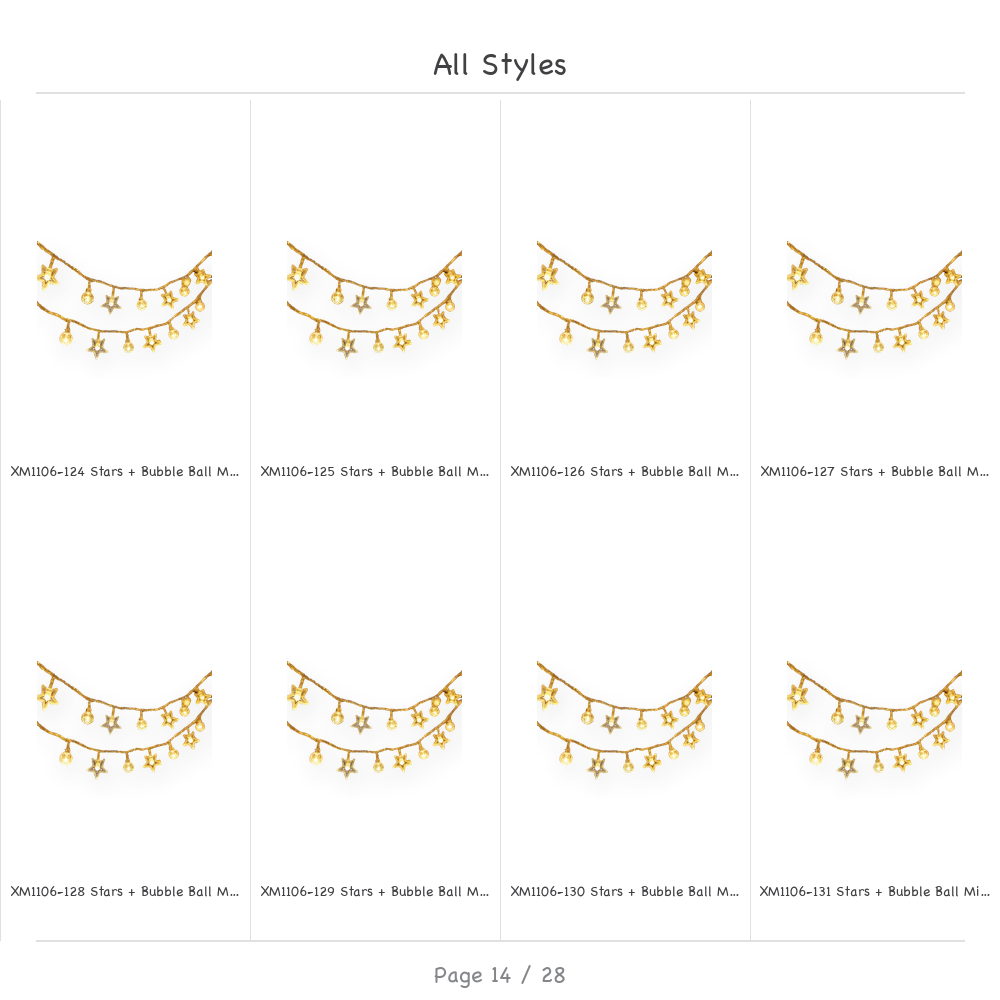 All Styles
XM1106-124 Stars + Bubble Ball M...
XM1106-125 Stars + Bubble Ball M...
XM1106-126 Stars + Bubble Ball M...
XM1106-127 Stars + Bubble Ball M...
XM1106-128 Stars + Bubble Ball M...
XM1106-129 Stars + Bubble Ball M...
XM1106-130 Stars + Bubble Ball M...
XM1106-131 Stars + Bubble Ball Mi...
Page 14 / 28